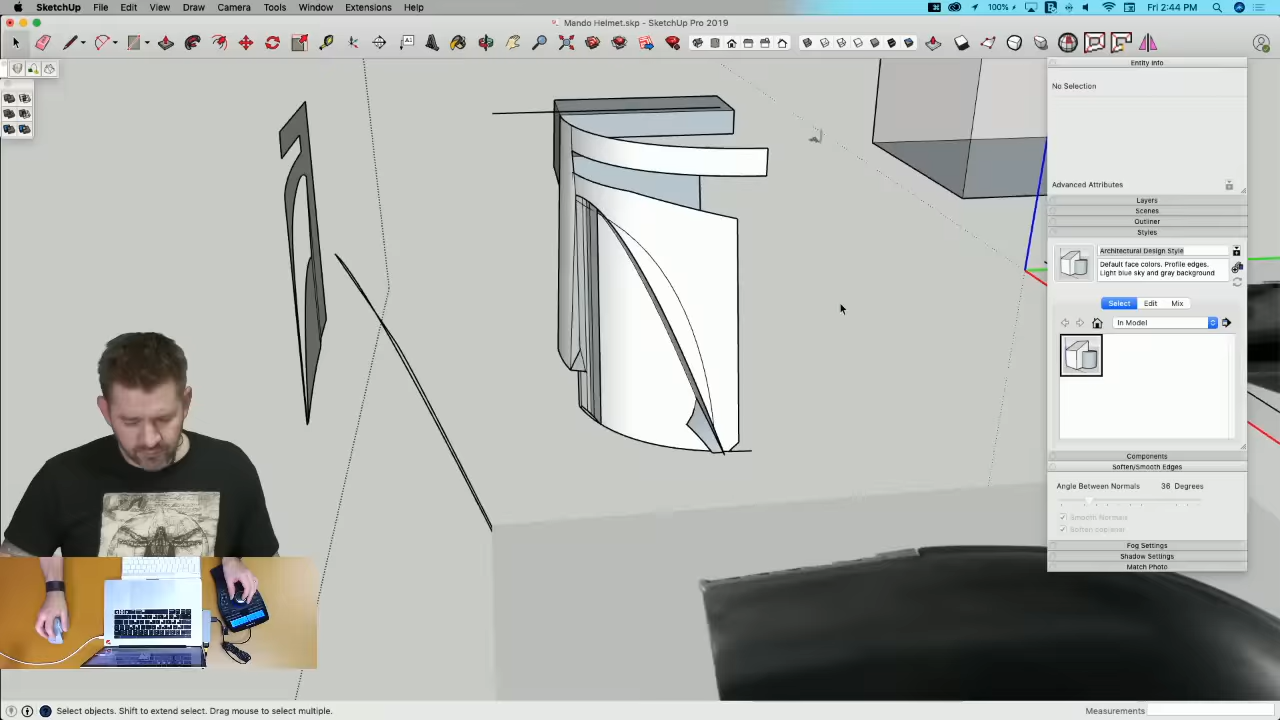 SketchUp File Edit View Draw Camera Tools Window Extensions Help
100% Fri 2:44 PM
Mando Helmet.skp - SketchUp Pro 2019
Entity Info
No Selection
Advanced Attributes
Layers
Scenes
Outliner
Styles
Architectural Design Style
Default face colors. Profile edges.
Light blue sky and gray background
Select Edit Mix
In Model
Components
Soften/Smooth Edges
Angle Between Normals 36 Degrees
Smooth Normals
Soften coplanar
Fog Settings
Shadow Settings
Match Photo
Select objects. Shift to extend select. Drag mouse to select multiple.
Measurements